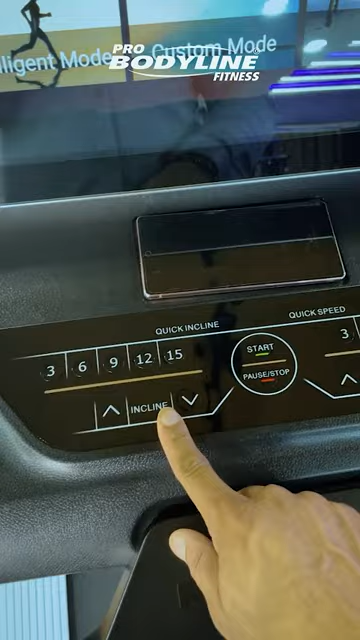 lligent Mode
Custom Mode
PRO
BODYLINE®
FITNESS
QUICK INCLINE
QUICK SPEED
3 6 9 12 15
START
PAUSE/STOP
3
INCLINE